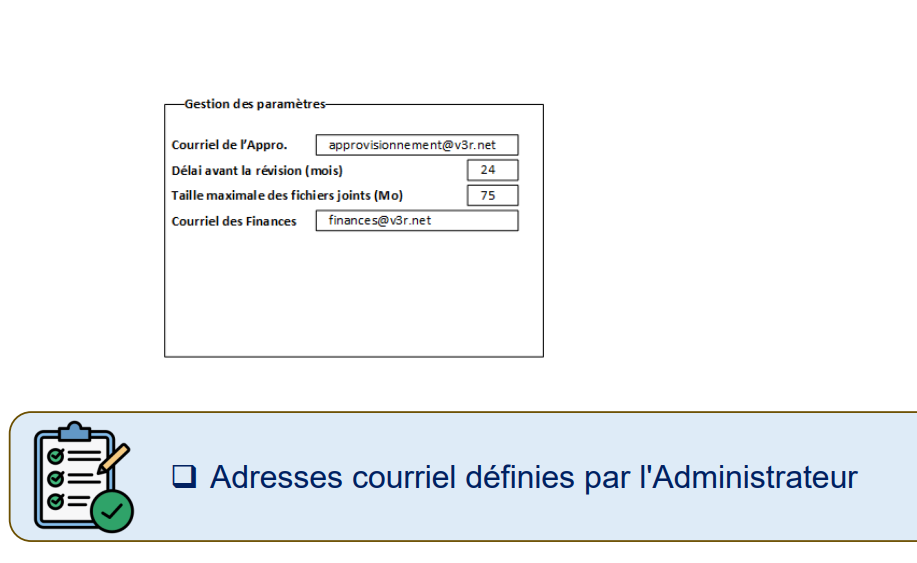 Gestion des paramètres
Courriel de l’Appro. approvisionnement@v3r.net
Délai avant la révision (mois) 24
Taille maximale des fichiers joints (Mo) 75
Courriel des Finances finances@v3r.net
❑ Adresses courriel définies par l'Administrateur